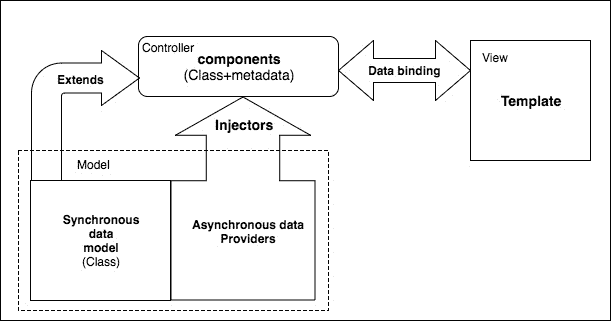 Controller
components
(Class+metadata)
Extends
Data binding
View
Template
Injectors
Model
Synchronous
data
model
(Class)
Asynchronous data
Providers